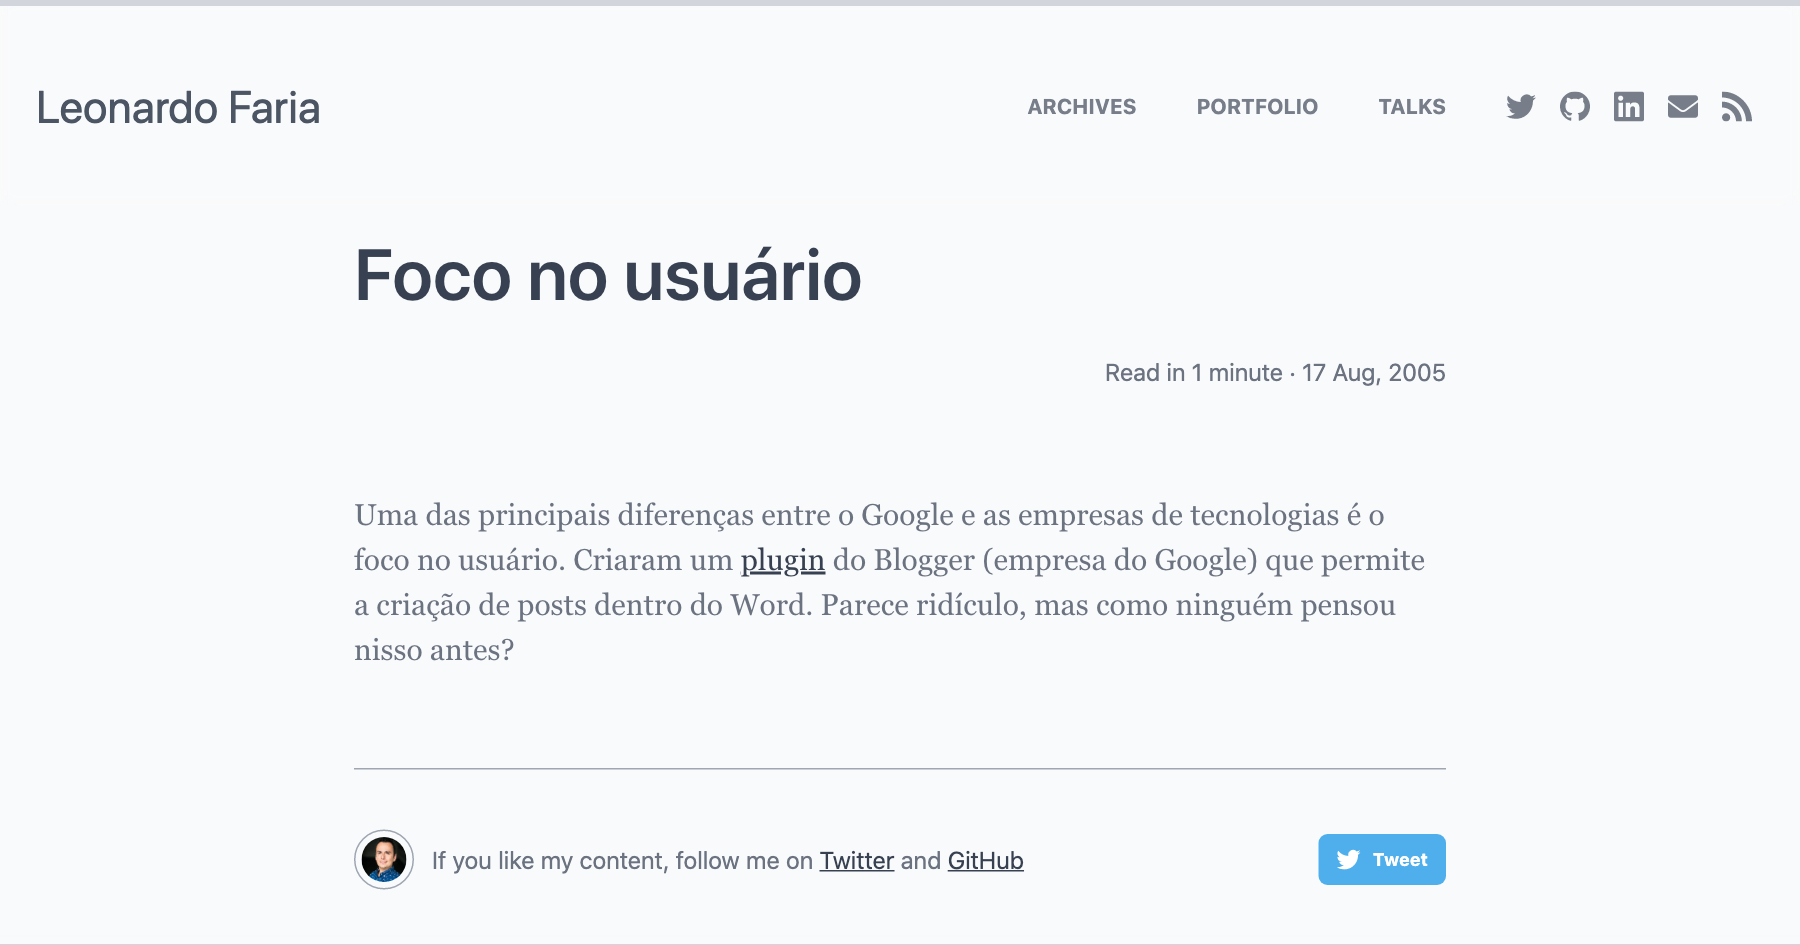 Leonardo Faria
ARCHIVES PORTFOLIO TALKS
Foco no usuário
Read in 1 minute · 17 Aug, 2005
Uma das principais diferenças entre o Google e as empresas de tecnologias é o
foco no usuário. Criaram um plugin do Blogger (empresa do Google) que permite
a criação de posts dentro do Word. Parece ridículo, mas como ninguém pensou
nisso antes?
If you like my content, follow me on Twitter and GitHub
Tweet